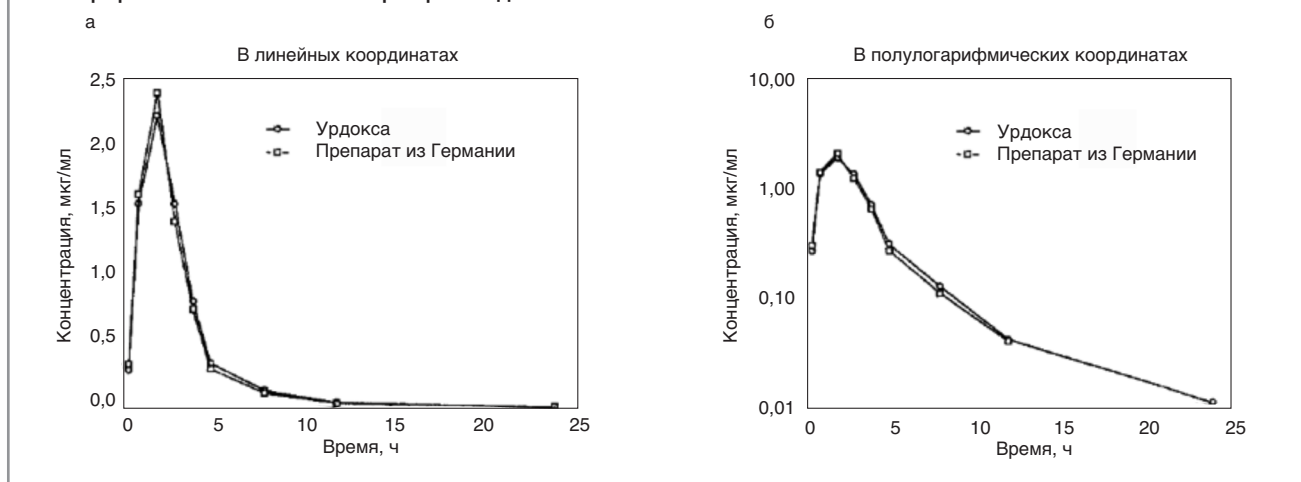 а
В линейных координатах
2,5
2,0
1,5
1,0
0,5
0,0
Концентрация, мкг/мл
Урдокса
Препарат из Германии
0 5 10 15 20 25
Время, ч
б
В полулогарифмических координатах
10,00
1,00
0,10
0,01
Концентрация, мкг/мл
Урдокса
Препарат из Германии
0 5 10 15 20 25
Время, ч